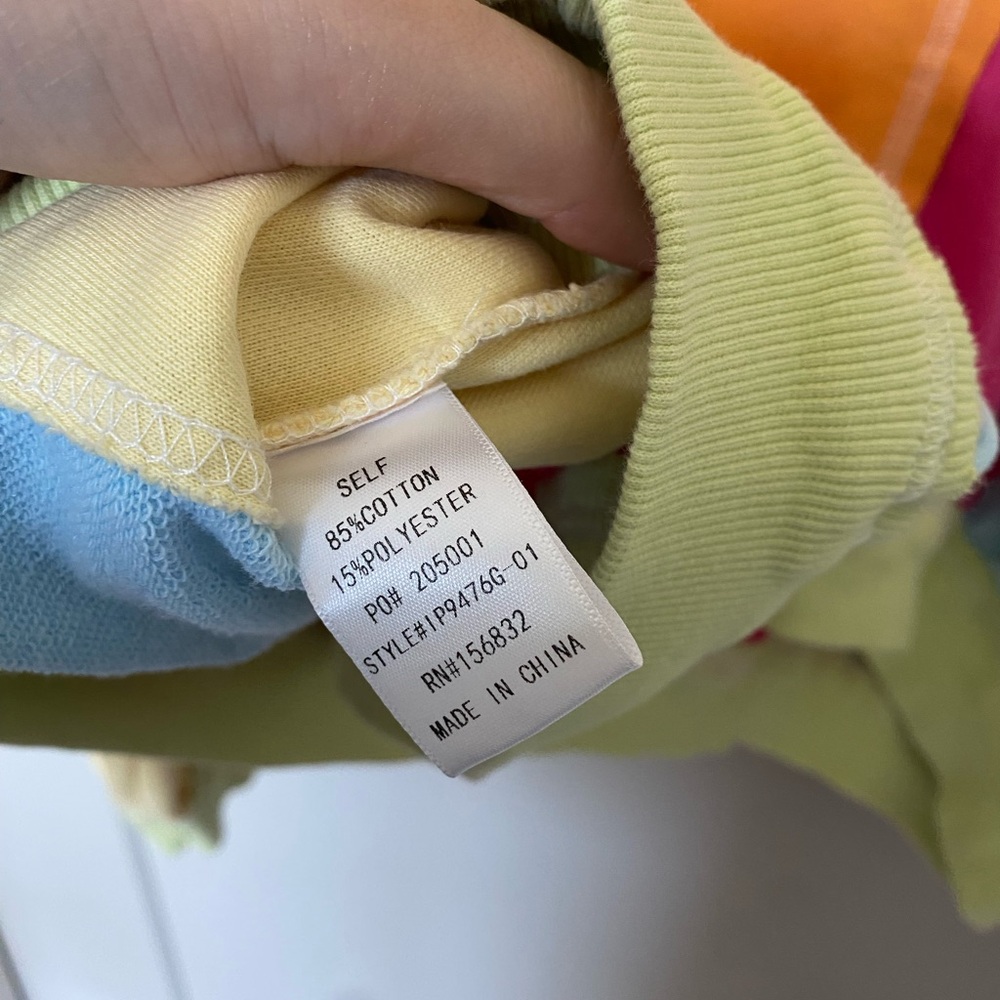 SELF
85%COTTON
15%POLYESTER
PO# 205001
STYLE#IP9476G-01
RN#156832
MADE IN CHINA